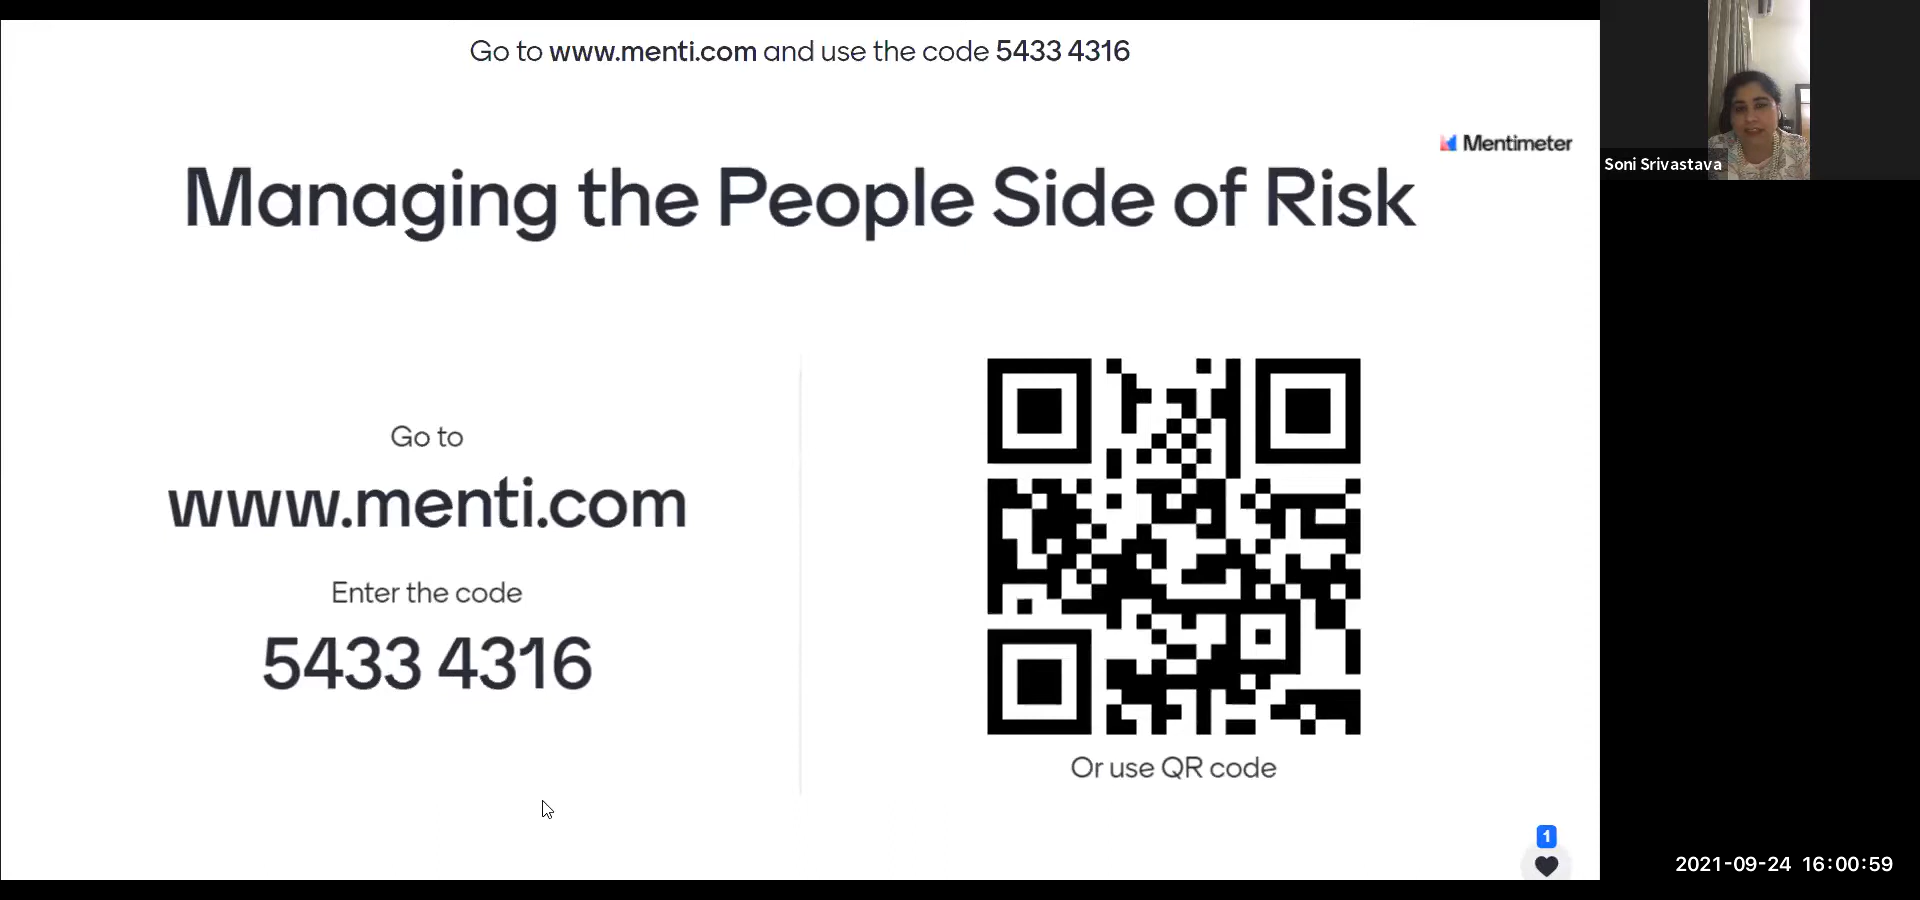 Go to www.menti.com and use the code 5433 4316
Mentimeter
Managing the People Side of Risk
Go to
www.menti.com
Enter the code
5433 4316
Or use QR code
1
Soni Srivastava
2021-09-24 16:00:59